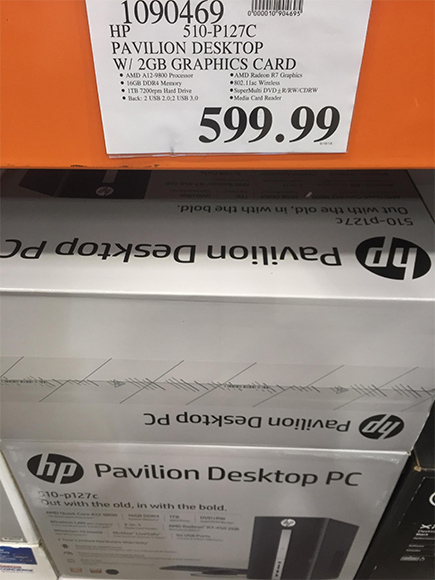 1090469
0"000010"904695"
HP 510-P127C
PAVILION DESKTOP
W/ 2GB GRAPHICS CARD
• AMD A12-9800 Processor
• 16GB DDR4 Memory
• 1TB 7200rpm Hard Drive
• Back: 2 USB 2.0;2 USB 3.0
• AMD Radeon R7 Graphics
• 802.11ac Wireless
• SuperMulti DVD ± R/RW/CDRW
• Media Card Reader
599.99
510-p127c
Out with the old, in with the bold.
hp Pavilion Desktop PC
hp Pavilion Desktop PC
hp Pavilion Desktop PC
510-p127c
Out with the old, in with the bold.